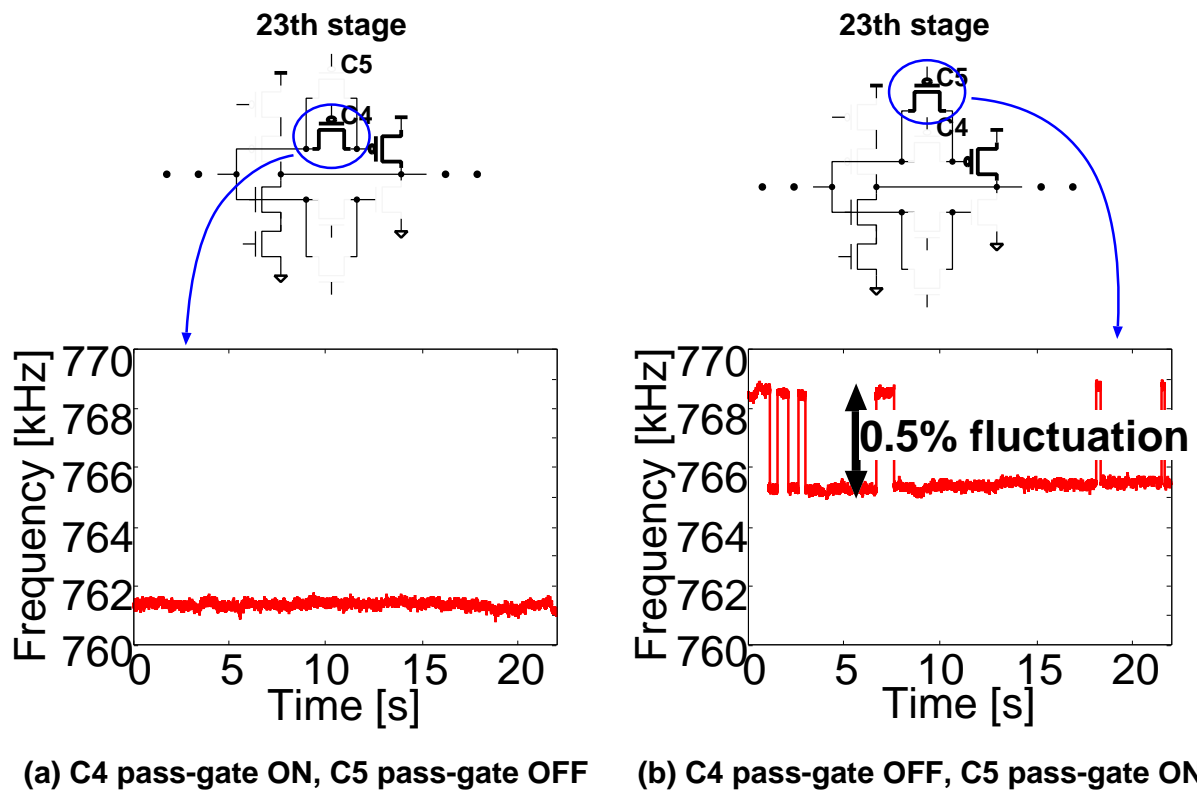 23th stage
C5
C4
Frequency [kHz]
770
768
766
764
762
760
0 5 10 15 20
Time [s]
(a) C4 pass-gate ON, C5 pass-gate OFF
23th stage
C5
C4
Frequency [kHz]
770
768
0.5% fluctuation
766
764
762
760
0 5 10 15 20
Time [s]
(b) C4 pass-gate OFF, C5 pass-gate ON